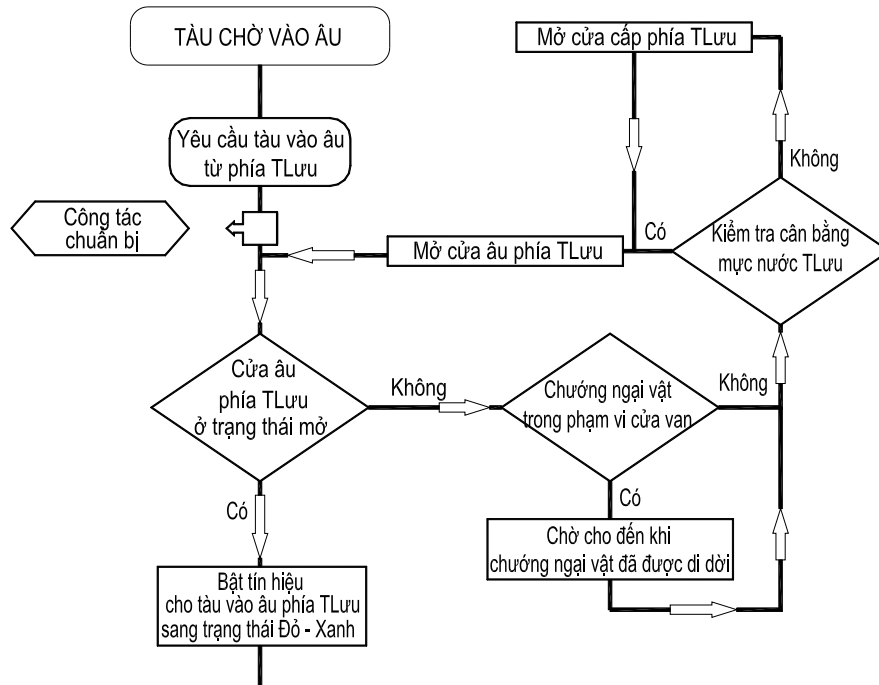 TÀU CHỜ VÀO ÂU
Mở cửa cấp phía TLưu
Yêu cầu tàu vào âu
từ phía TLưu
Không
Công tác
chuẩn bị
Có
Mở cửa âu phía TLưu
Kiểm tra cân bằng
mực nước TLưu
Cửa âu
phía TLưu
ở trạng thái mở
Không
Chướng ngại vật
trong phạm vi cửa van
Không
Có
Có
Chờ cho đến khi
chướng ngại vật đã được di dời
Bật tín hiệu
cho tàu vào âu phía TLưu
sang trạng thái Đỏ - Xanh